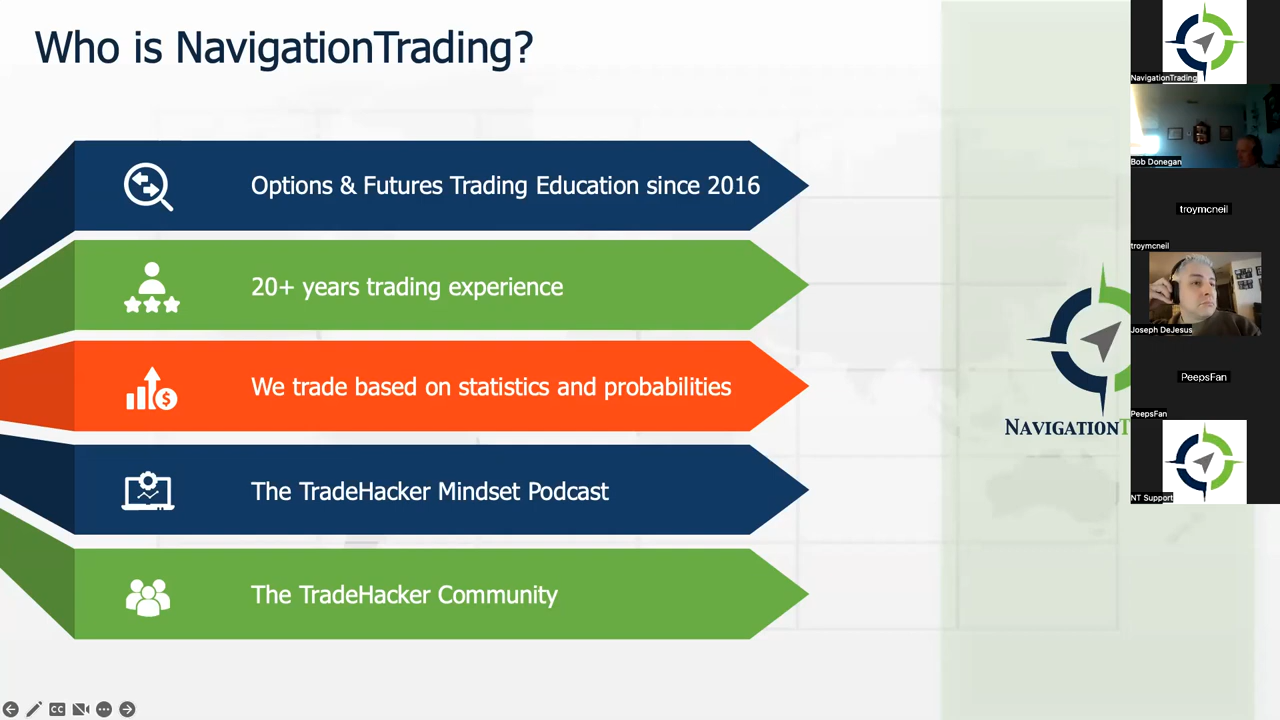 Who is NavigationTrading?
Options & Futures Trading Education since 2016
20+ years trading experience
We trade based on statistics and probabilities
The TradeHacker Mindset Podcast
The TradeHacker Community
NAVIGATIONT
NavigationTrading
Bob Donegan
troymcneil
troymcneil
Joseph DeJesus
PeepsFan
PeepsFan
NT Support
CC